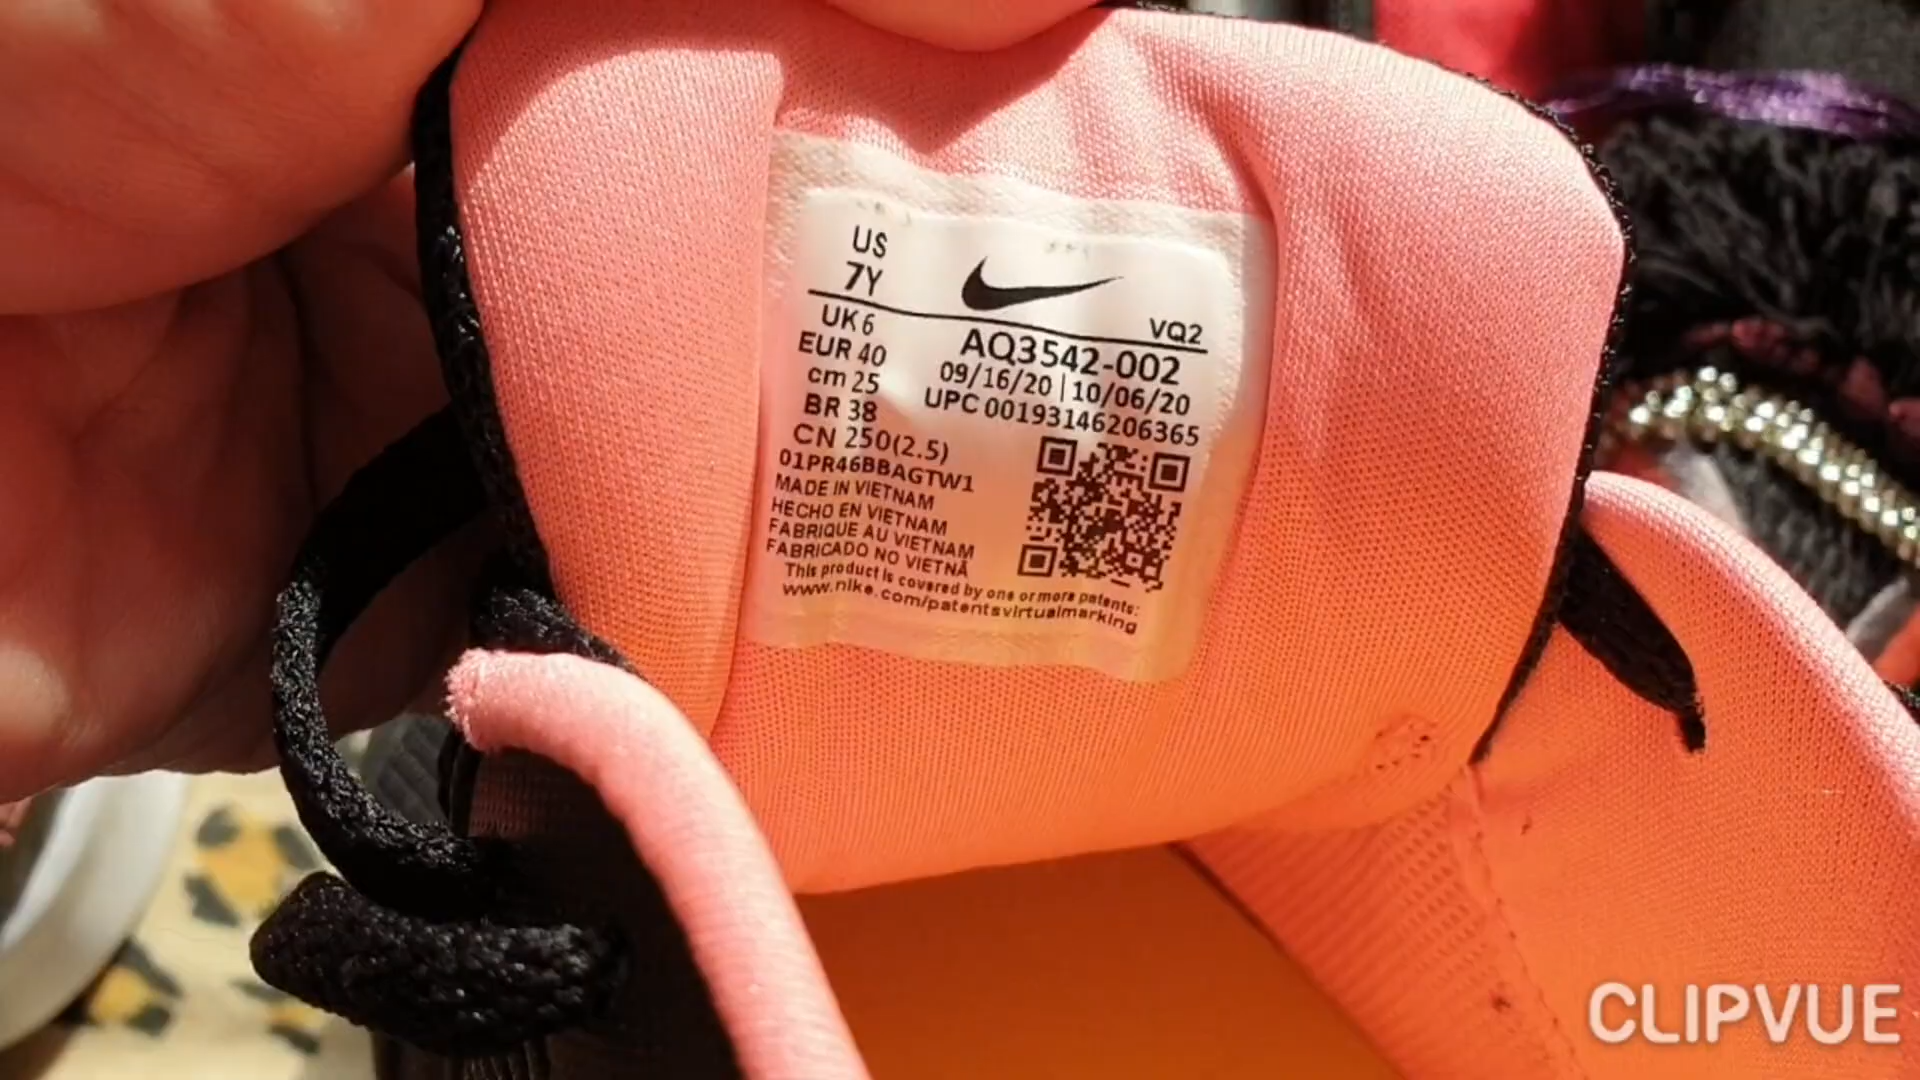 US
7Y
VQ2
UK 6
EUR 40
cm 25
BR 38
CN 250(2.5)
AQ3542-002
09/16/20 | 10/06/20
UPC 00193146206365
01PR46BBAGTW1
MADE IN VIETNAM
HECHO EN VIETNAM
FABRIQUE AU VIETNAM
FABRICADO NO VIETNÃ
This product is covered by one or more patents:
www.nike.com/patentsvirtualmarking
CLIPVUE